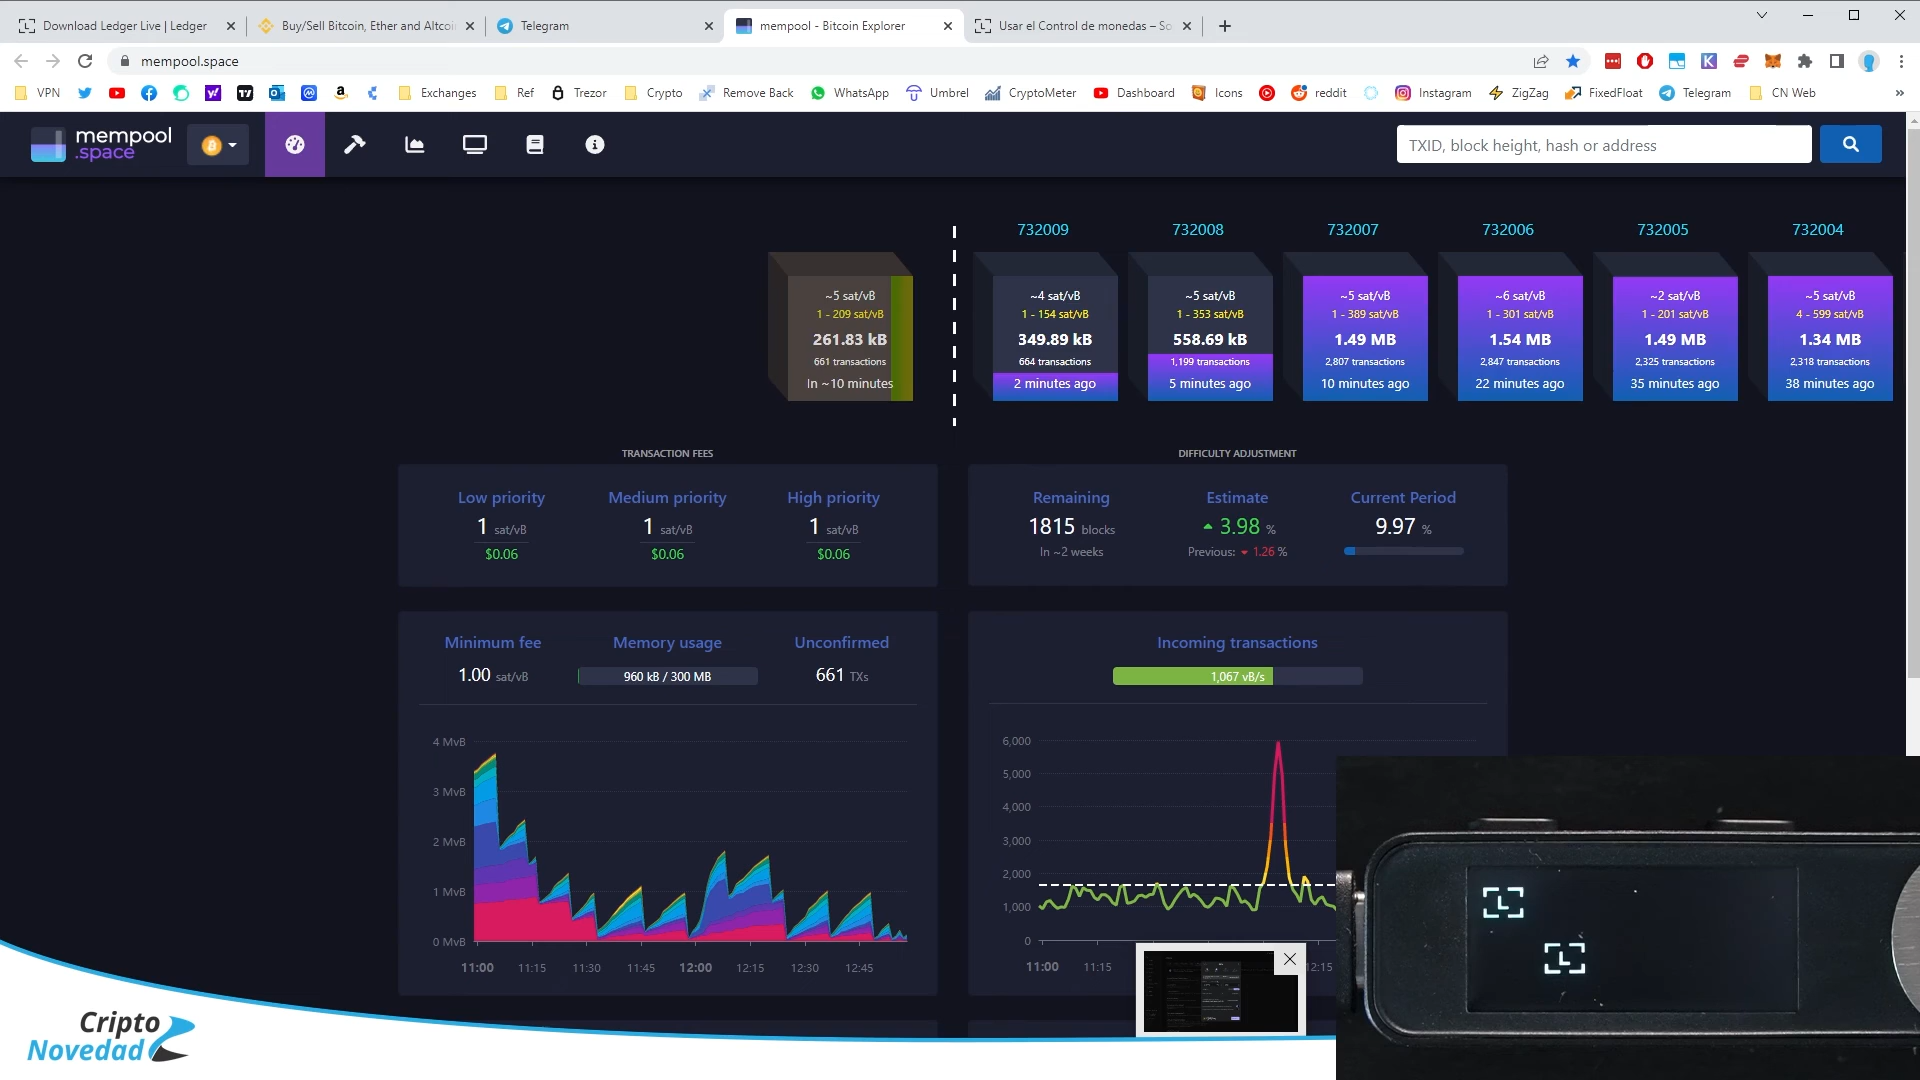 Download Ledger Live | Ledger
Buy/Sell Bitcoin, Ether and Altcoi
Telegram
mempool - Bitcoin Explorer
Usar el Control de monedas – So
mempool.space
VPN
Exchanges
Ref
Trezor
Crypto
Remove Back
WhatsApp
Umbrel
CryptoMeter
Dashboard
Icons
reddit
Instagram
ZigZag
FixedFloat
Telegram
CN Web
mempool
.space
TXID, block height, hash or address
732009 732008 732007 732006 732005 732004
~5 sat/vB
1 - 209 sat/vB
261.83 kB
661 transactions
In ~10 minutes
~4 sat/vB
1 - 154 sat/vB
349.89 kB
664 transactions
2 minutes ago
~5 sat/vB
1 - 353 sat/vB
558.69 kB
1,199 transactions
5 minutes ago
~5 sat/vB
1 - 389 sat/vB
1.49 MB
2,807 transactions
10 minutes ago
~6 sat/vB
1 - 301 sat/vB
1.54 MB
2,847 transactions
22 minutes ago
~2 sat/vB
1 - 201 sat/vB
1.49 MB
2,325 transactions
35 minutes ago
~5 sat/vB
4 - 599 sat/vB
1.34 MB
2,318 transactions
38 minutes ago
TRANSACTION FEES
Low priority Medium priority High priority
1 sat/vB 1 sat/vB 1 sat/vB
$0.06 $0.06 $0.06
DIFFICULTY ADJUSTMENT
Remaining Estimate Current Period
1815 blocks 3.98 % 9.97 %
In ~2 weeks Previous: 1.26 %
Minimum fee Memory usage Unconfirmed
1.00 sat/vB 960 kB / 300 MB 661 TXs
4 MvB
3 MvB
2 MvB
1 MvB
0 MvB
11:00 11:15 11:30 11:45 12:00 12:15 12:30 12:45
Incoming transactions
1,067 vB/s
6,000
5,000
4,000
3,000
2,000
1,000
0
11:00 11:15 12:15
Cripto
Novedad